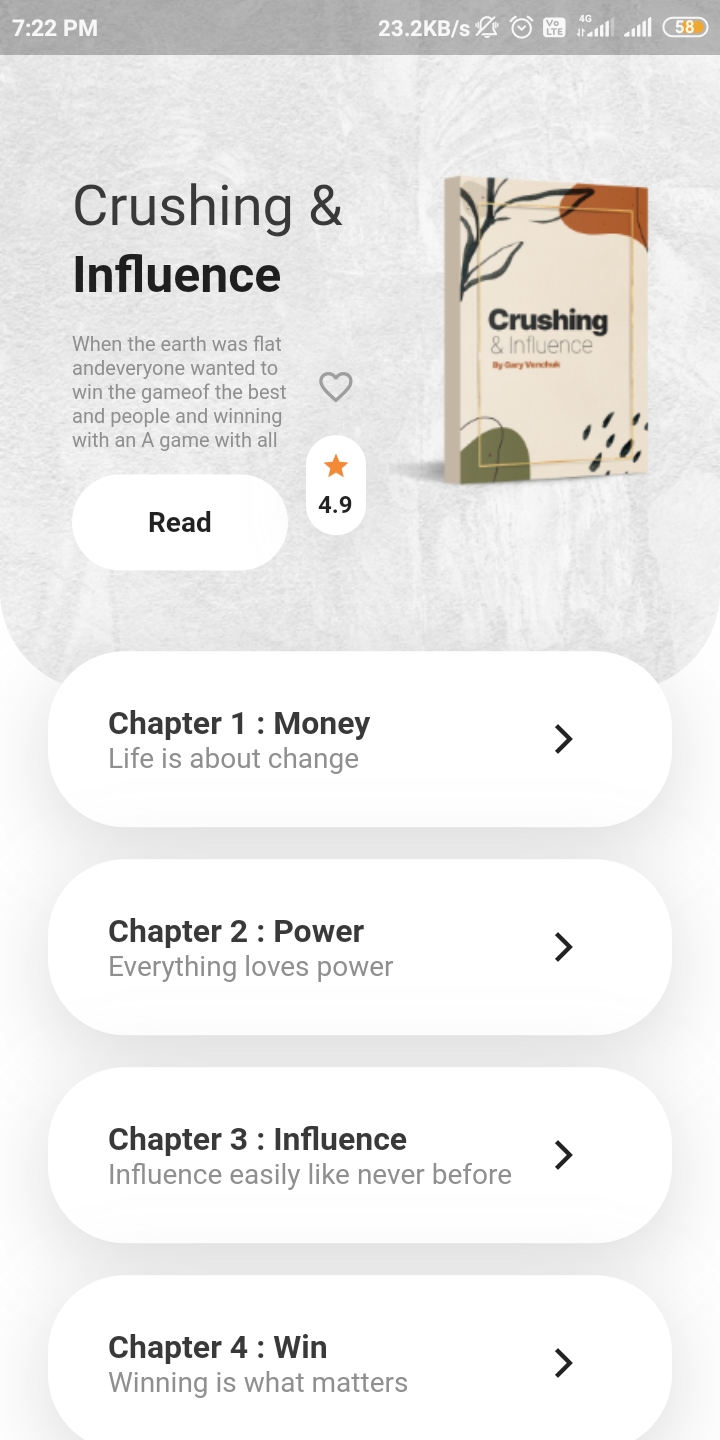 7:22 PM
23.2KB/s
Vo LTE
4G
58
Crushing &
Influence
When the earth was flat
andeveryone wanted to
win the gameof the best
and people and winning
with an A game with all
4.9
Read
Crushing
& Influence
By Gary Venchuk
Chapter 1 : Money
Life is about change
Chapter 2 : Power
Everything loves power
Chapter 3 : Influence
Influence easily like never before
Chapter 4 : Win
Winning is what matters